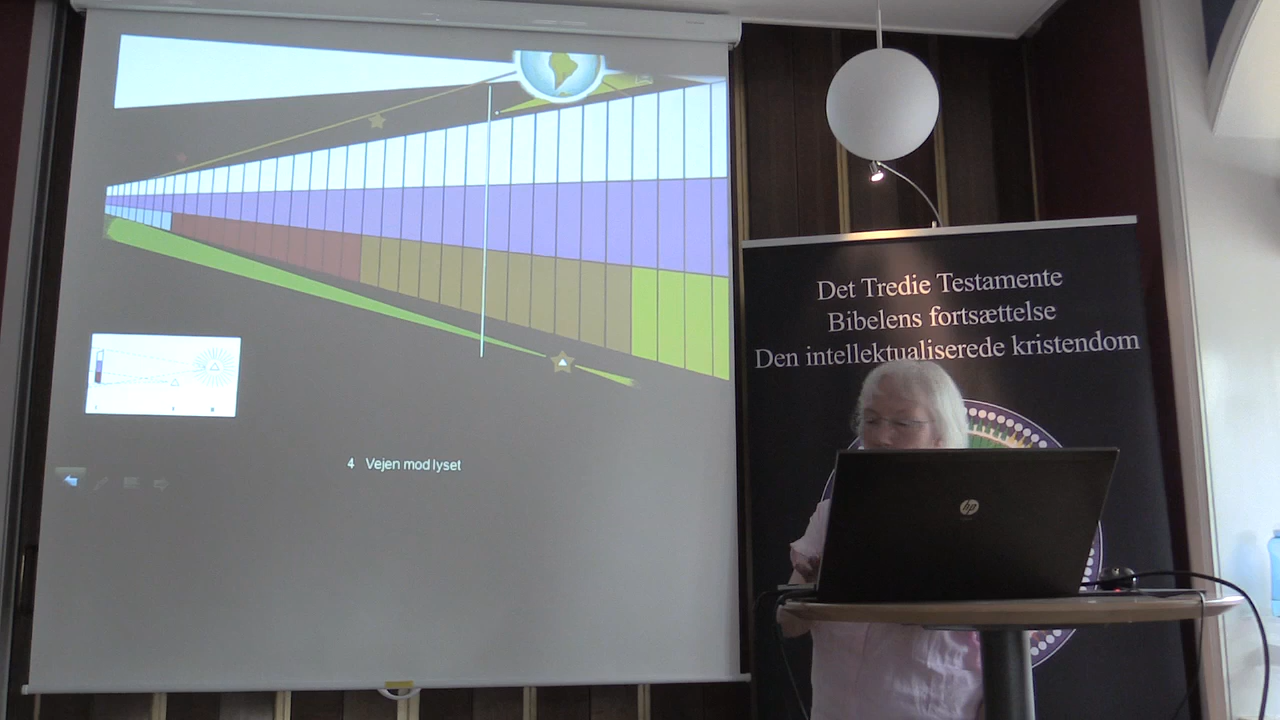 4 Vejen mod lyset
Det Tredie Testamente
Bibelens fortsættelse
Den intellektualiserede kristendom
hp